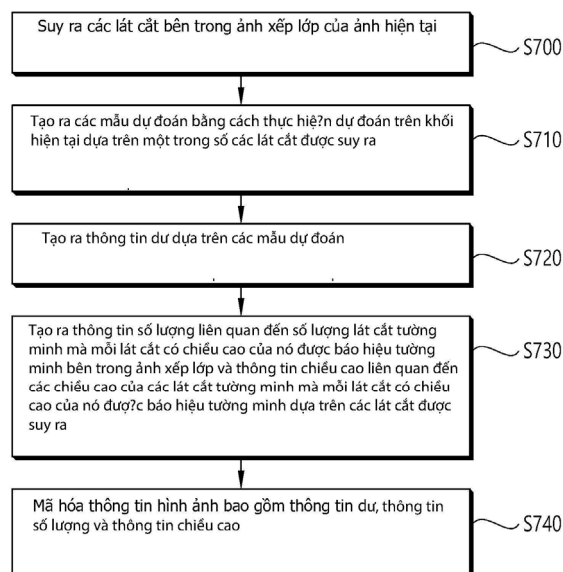 Suy ra các lát cắt bên trong ảnh xếp lớp của ảnh hiện tại
S700
Tạo ra các mẫu dự đoán bằng cách thực hiệ?n dự đoán trên khối
hiện tại dựa trên một trong số các lát cắt được suy ra
S710
Tạo ra thông tin dư dựa trên các mẫu dự đoán
S720
Tạo ra thông tin số lượng liên quan đến số lượng lát cắt tường
minh mà mỗi lát cắt có chiều cao của nó được báo hiệu tường
minh bên trong ảnh xếp lớp và thông tin chiều cao liên quan đến
các chiều cao của các lát cắt tường minh mà mỗi lát cắt có chiều
cao của nó đượ?c báo hiệu tường minh dựa trên các lát cắt được
suy ra
S730
Mã hóa thông tin hình ảnh bao gồm thông tin dư, thông tin
số lượng và thông tin chiều cao
S740